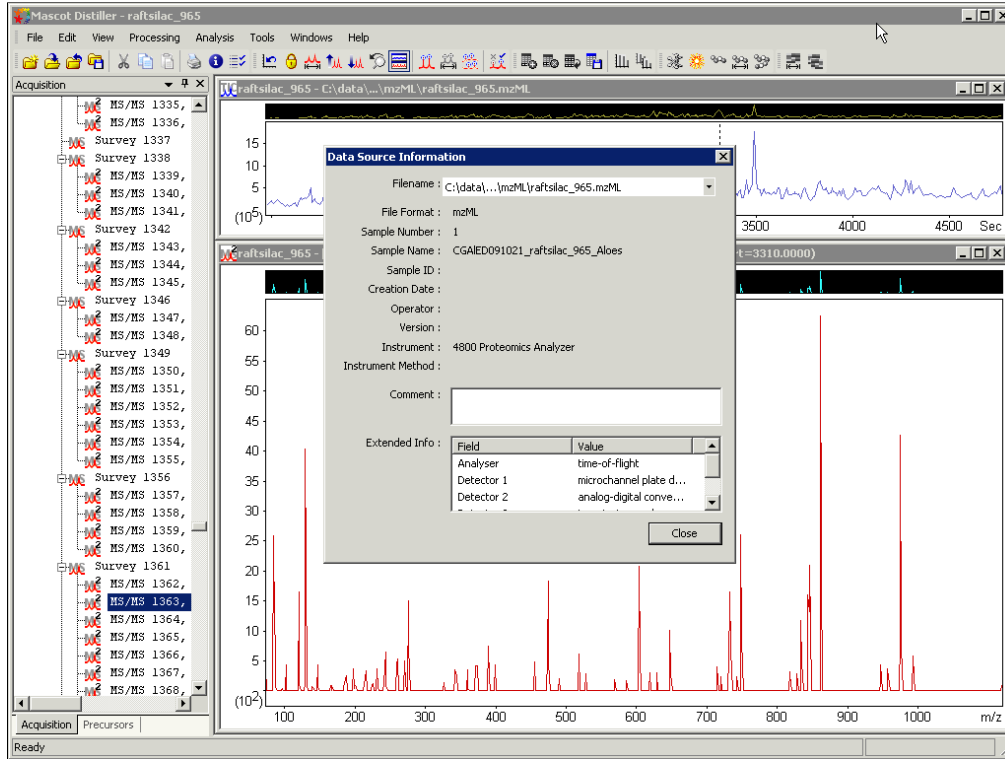 Mascot Distiller - raftsilac_965
File Edit View Processing Analysis Tools Windows Help
Acquisition
MS/MS 1335,
MS/MS 1336,
Survey 1337
Survey 1338
MS/MS 1339,
MS/MS 1340,
MS/MS 1341,
Survey 1342
MS/MS 1343,
MS/MS 1344,
MS/MS 1345,
Survey 1346
MS/MS 1347,
MS/MS 1348,
Survey 1349
MS/MS 1350,
MS/MS 1351,
MS/MS 1352,
MS/MS 1353,
MS/MS 1354,
MS/MS 1355,
Survey 1356
MS/MS 1357,
MS/MS 1358,
MS/MS 1359,
MS/MS 1360,
Survey 1361
MS/MS 1362,
MS/MS 1363,
MS/MS 1364,
MS/MS 1365,
MS/MS 1366,
MS/MS 1367,
MS/MS 1368,
Acquisition Precursors
Ready
raftsilac_965 - C:\data\...\mzML\raftsilac_965.mzML
15
10
5
(10⁵)
3500 4000 4500 Sec
raftsilac_965 - rt=3310.0000)
60
55
50
45
40
35
30
25
20
15
10
5
(10²)
100 200 300 400 500 600 700 800 900 1000 m/z
Data Source Information
Filename : C:\data\...\mzML\raftsilac_965.mzML
File Format : mzML
Sample Number : 1
Sample Name : CGAlED091021_raftsilac_965_Aloes
Sample ID :
Creation Date :
Operator :
Version :
Instrument : 4800 Proteomics Analyzer
Instrument Method :
Comment :
Extended Info :
Field Value
Analyser time-of-flight
Detector 1 microchannel plate d...
Detector 2 analog-digital conve...
Close